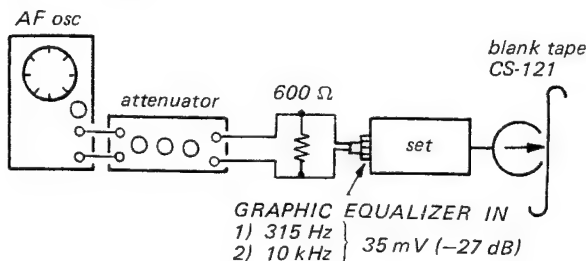 AF osc
attenuator
600 Ω
set
blank tape
CS-121
GRAPHIC EQUALIZER IN
1) 315 Hz
2) 10 kHz
35 mV (−27 dB)